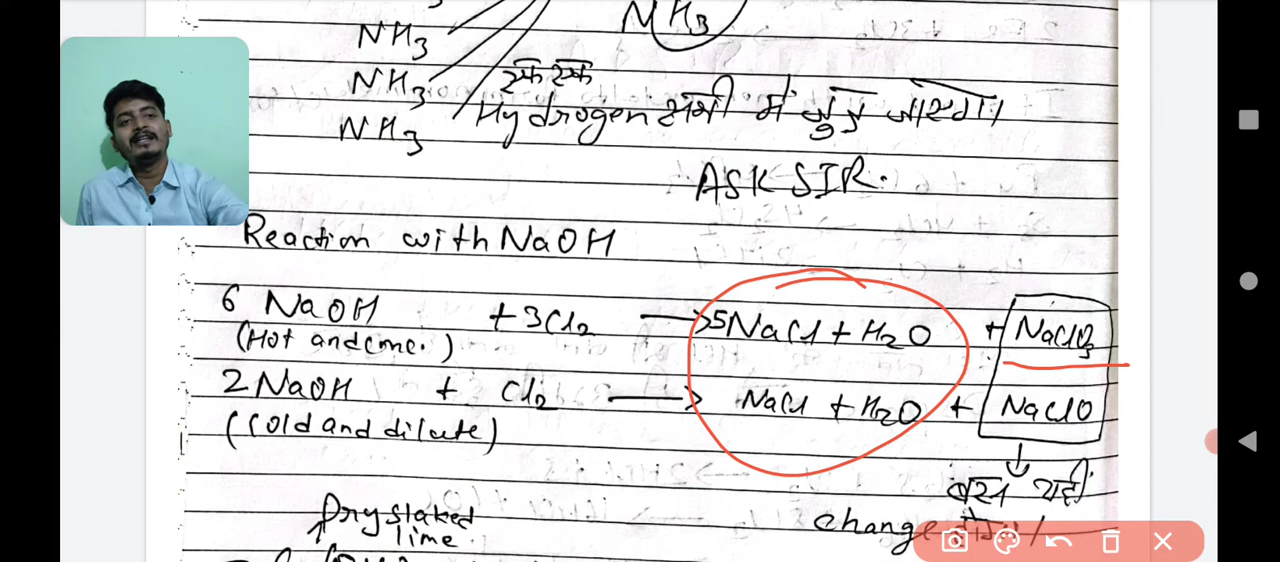 NH3
NH3
NH3 एक एक
NH3 Hydrogen सभी में जुड़ जाएगा।
ASK SIR.
Reaction with NaOH
6 NaOH + 3Cl2 → 5NaCl + H2O + NaClO3
(Hot and conc.)
2NaOH + Cl2 → NaCl + H2O + NaClO
(Cold and dilute)
बस यही
change
Dry slaked
lime